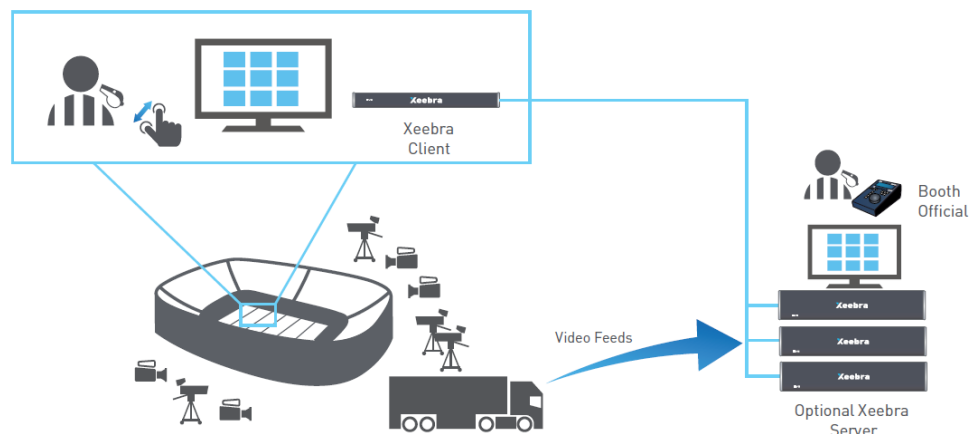 Xeebra
Xeebra
Client
Booth
Official
Video Feeds
Xeebra
Xeebra
Xeebra
Optional Xeebra
Server